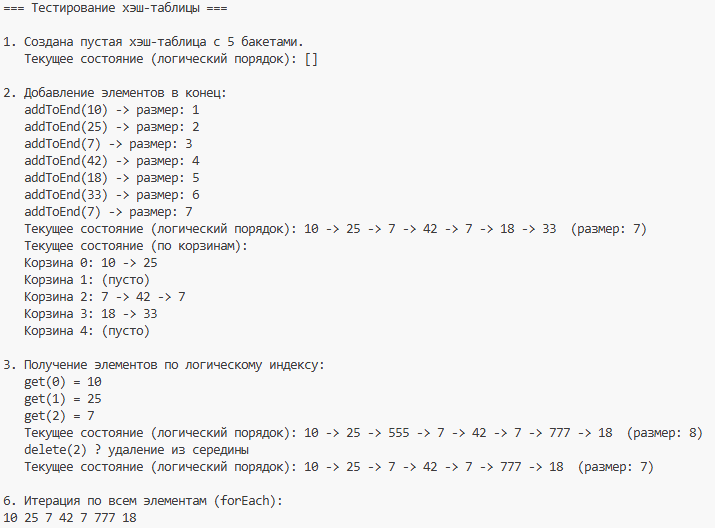 === Тестирование хэш-таблицы ===
1. Создана пустая хэш-таблица с 5 бакетами.
Текущее состояние (логический порядок): []
2. Добавление элементов в конец:
addToEnd(10) -> размер: 1
addToEnd(25) -> размер: 2
addToEnd(7) -> размер: 3
addToEnd(42) -> размер: 4
addToEnd(18) -> размер: 5
addToEnd(33) -> размер: 6
addToEnd(7) -> размер: 7
Текущее состояние (логический порядок): 10 -> 25 -> 7 -> 42 -> 7 -> 18 -> 33  (размер: 7)
Текущее состояние (по корзинам):
Корзина 0: 10 -> 25
Корзина 1: (пусто)
Корзина 2: 7 -> 42 -> 7
Корзина 3: 18 -> 33
Корзина 4: (пусто)
3. Получение элементов по логическому индексу:
get(0) = 10
get(1) = 25
get(2) = 7
Текущее состояние (логический порядок): 10 -> 25 -> 555 -> 7 -> 42 -> 7 -> 777 -> 18  (размер: 8)
delete(2) ? удаление из середины
Текущее состояние (логический порядок): 10 -> 25 -> 7 -> 42 -> 7 -> 777 -> 18  (размер: 7)
6. Итерация по всем элементам (forEach):
10 25 7 42 7 777 18